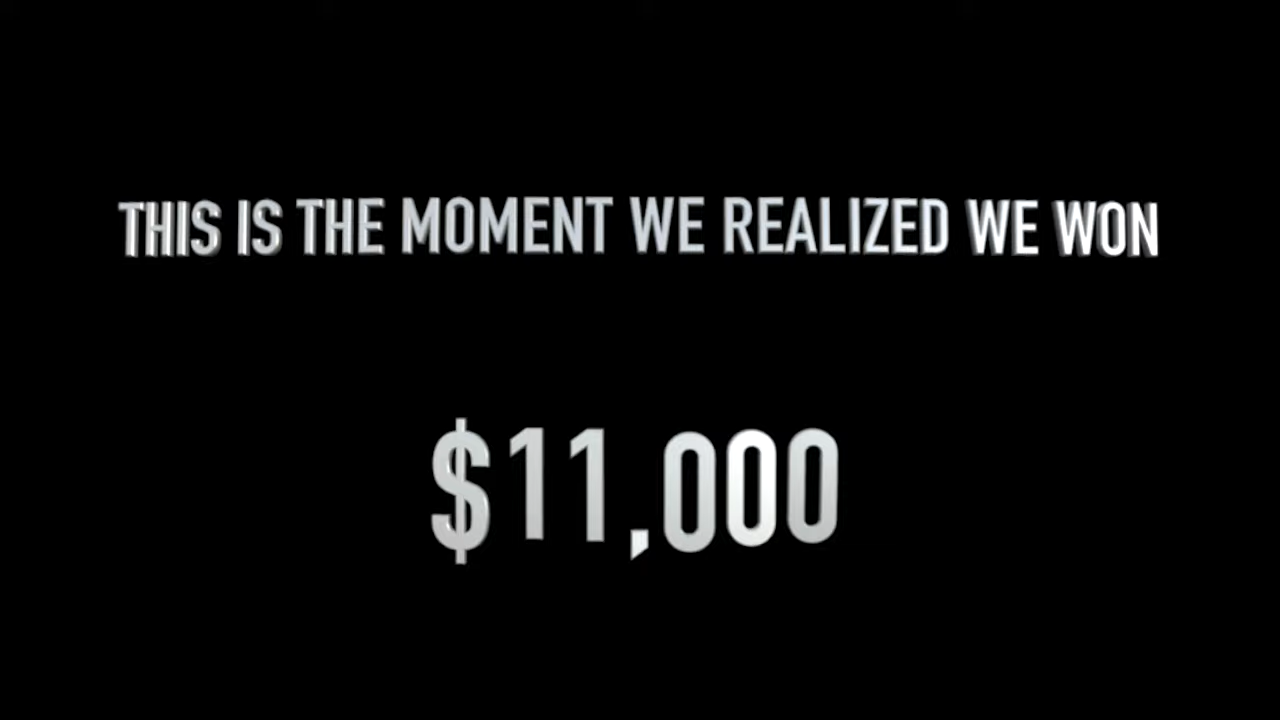 THIS IS THE MOMENT WE REALIZED WE WON
$11,000